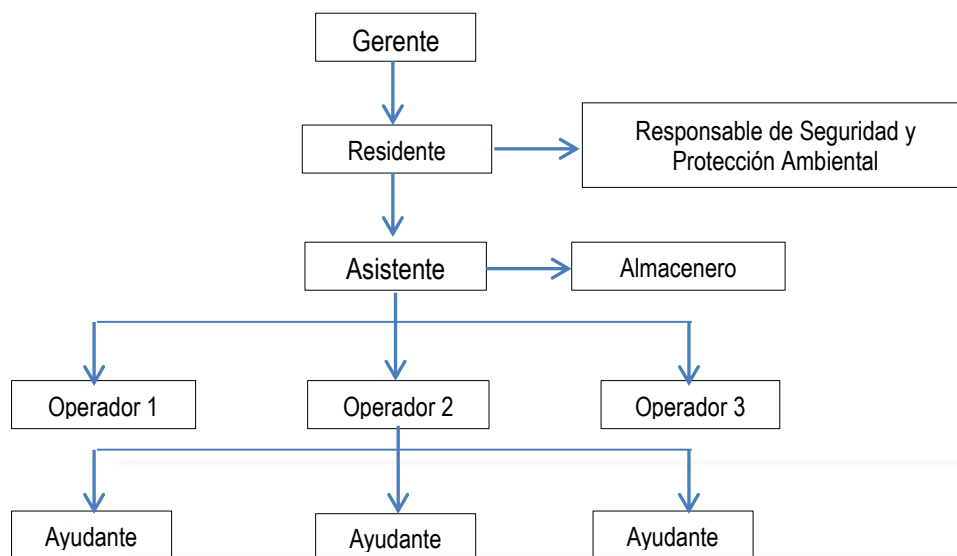 Gerente
Residente
Responsable de Seguridad y
Protección Ambiental
Asistente
Almacenero
Operador 1
Operador 2
Operador 3
Ayudante
Ayudante
Ayudante